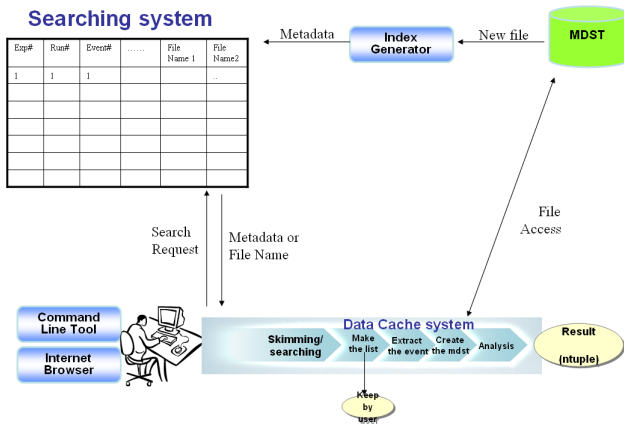 Searching system
Exp# Run# Event# ...... File Name 1 File Name2
1 1 1 ..
Metadata
Index
Generator
New file
MDST
Search
Request
Metadata or
File Name
File
Access
Command
Line Tool
Internet
Browser
Data Cache system
Skimming/
searching
Make
the list
Extract
the event
Create
the mdst
Analysis
Result
(ntuple)
Keep
by
user